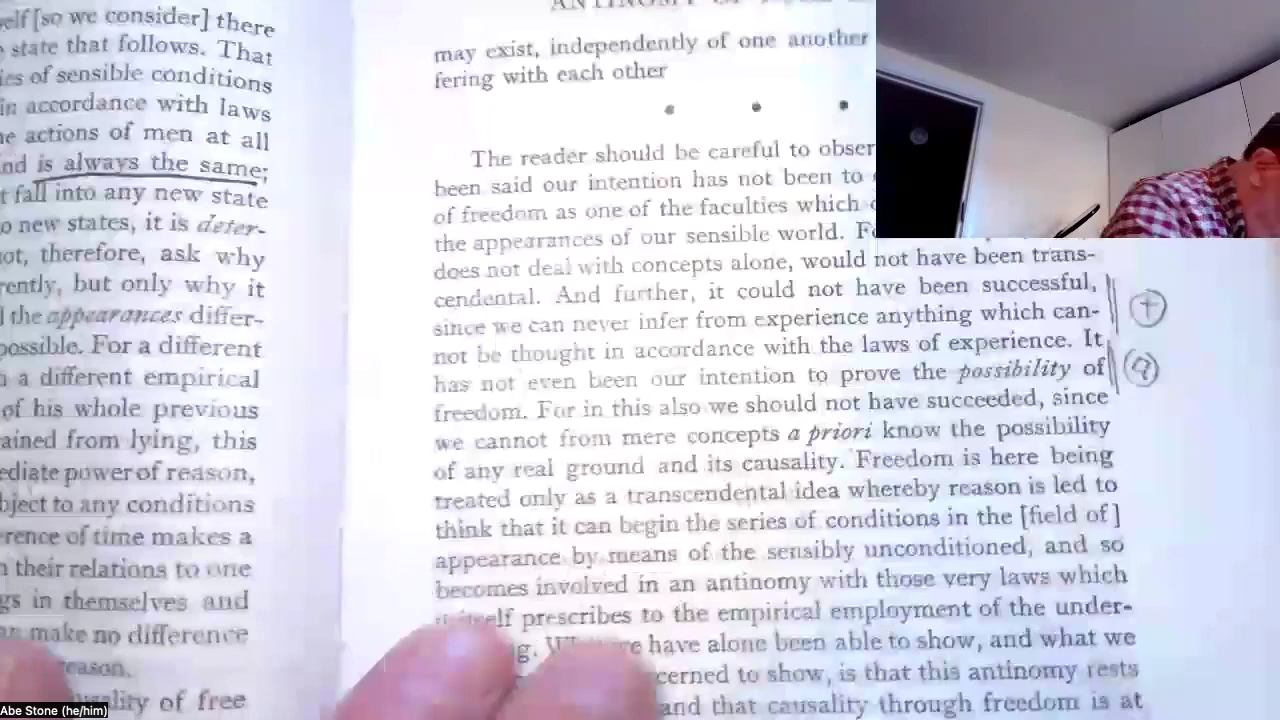 elf [so we consider] there
state that follows. That
ies of sensible conditions
in accordance with laws
e actions of men at all
nd is always the same;
t fall into any new state
o new states, it is deter-
ot, therefore, ask why
rently, but only why it
the appearances differ-
possible. For a different
a different empirical
of his whole previous
ained from lying, this
ediate power of reason,
bject to any conditions
rence of time makes a
their relations to one
gs in themselves and
make no difference
reason.
ality of free
ANTINOMY OF
may exist, independently of one another
fering with each other
The reader should be careful to obser
been said our intention has not been to
of freedom as one of the faculties which
the appearances of our sensible world. F
does not deal with concepts alone, would not have been trans-
cendental. And further, it could not have been successful,
since we can never infer from experience anything which can-
not be thought in accordance with the laws of experience. It
has not even been our intention to prove the possibility of
freedom. For in this also we should not have succeeded, since
we cannot from mere concepts a priori know the possibility
of any real ground and its causality. Freedom is here being
treated only as a transcendental idea whereby reason is led to
think that it can begin the series of conditions in the [field of]
appearance by means of the sensibly unconditioned, and so
becomes involved in an antinomy with those very laws which
itself prescribes to the empirical employment of the under-
g. have alone been able to show, and what we
cerned to show, is that this antinomy rests
and that causality through freedom is at
Abe Stone (he/him)